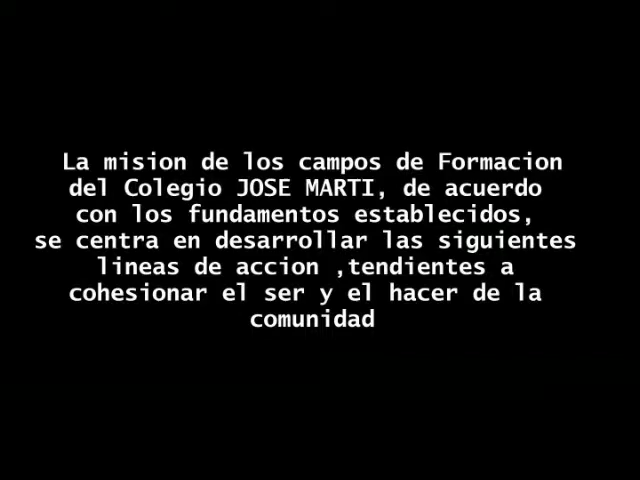 La mision de los campos de Formacion
del Colegio JOSE MARTI, de acuerdo
con los fundamentos establecidos,
se centra en desarrollar las siguientes
lineas de accion ,tendientes a
cohesionar el ser y el hacer de la
comunidad